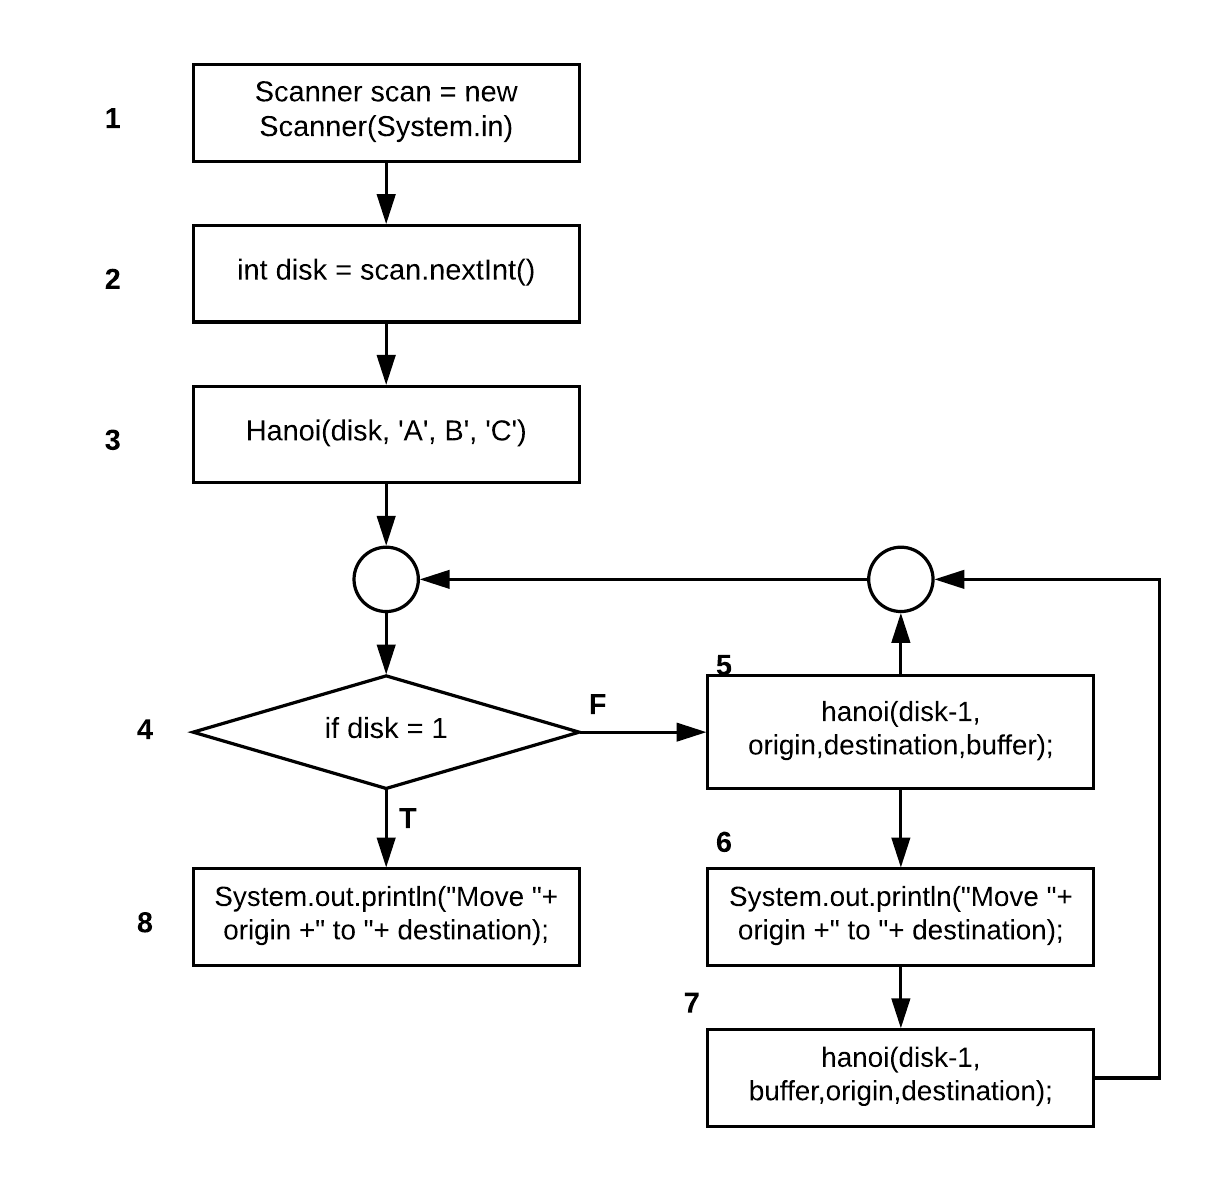 1
Scanner scan = new
Scanner(System.in)
2
int disk = scan.nextInt()
3
Hanoi(disk, 'A', B', 'C')
4
if disk = 1
F
T
5
hanoi(disk-1,
origin,destination,buffer);
6
System.out.println("Move "+
origin +" to "+ destination);
7
hanoi(disk-1,
buffer,origin,destination);
8
System.out.println("Move "+
origin +" to "+ destination);